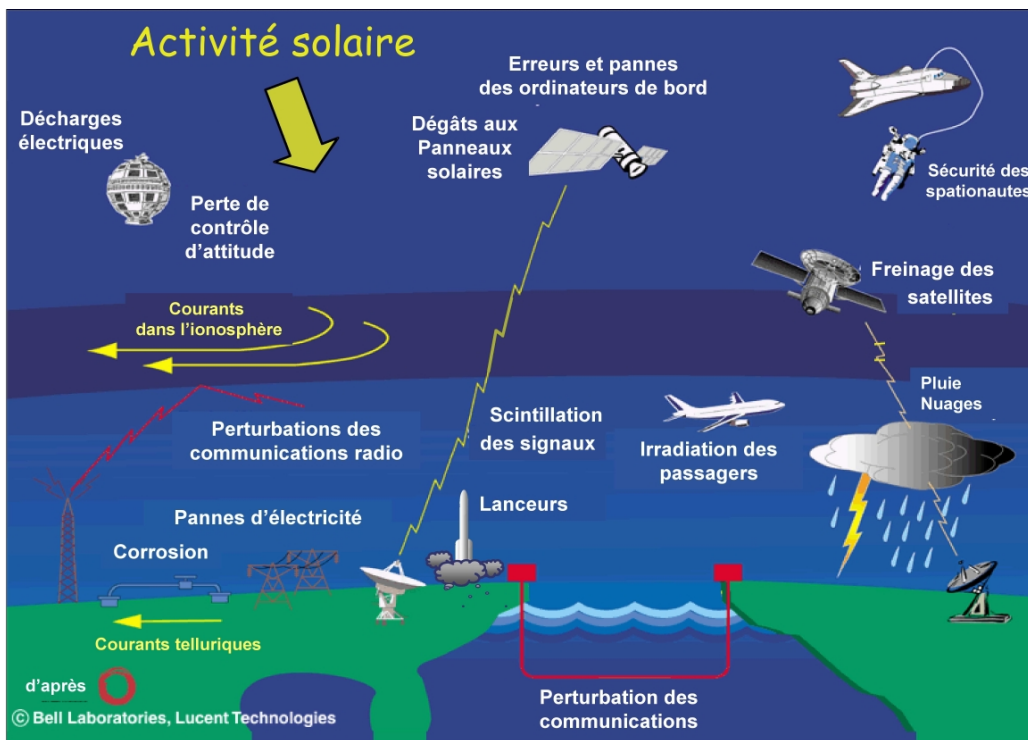 Activité solaire
Erreurs et pannes
des ordinateurs de bord
Décharges
électriques
Dégâts aux
Panneaux
solaires
Sécurité des
spationautes
Perte de
contrôle
d'attitude
Freinage des
satellites
Courants
dans l'ionosphère
Pluie
Nuages
Perturbations des
communications radio
Scintillation
des signaux
Irradiation des
passagers
Lanceurs
Pannes d'électricité
Corrosion
Courants telluriques
d'après
© Bell Laboratories, Lucent Technologies
Perturbation des
communications